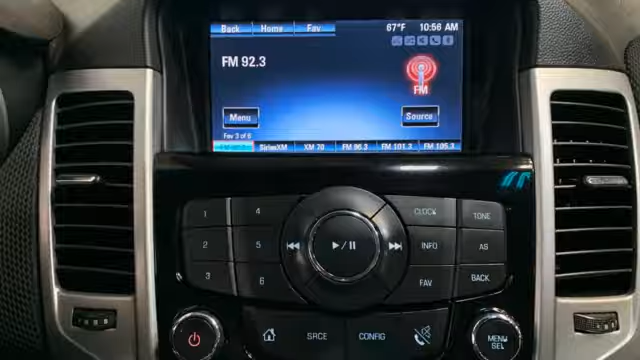 Back Home Fav 67°F 10:56 AM
FM 92.3
FM
Menu Source
Fav 3 of 6
SiriusXM XM 70 FM 96.3 FM 101.3 FM 105.3
1 4 CLOCK TONE
2 5 INFO AS
3 6 FAV BACK
SRCE CONFIG MENU
SEL